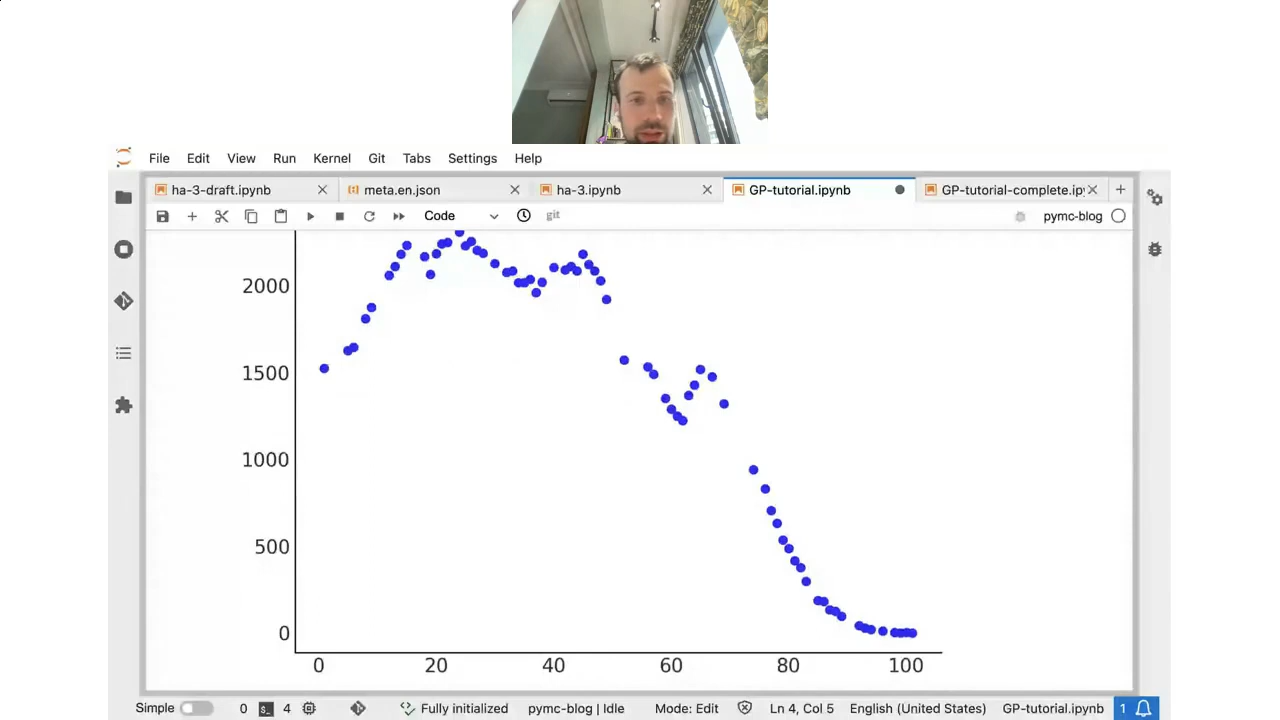 File Edit View Run Kernel Git Tabs Settings Help
ha-3-draft.ipynb meta.en.json ha-3.ipynb GP-tutorial.ipynb GP-tutorial-complete.ip
Code git pymc-blog
2000
1500
1000
500
0
0 20 40 60 80 100
Simple 0 4 Fully initialized pymc-blog | Idle Mode: Edit Ln 4, Col 5 English (United States) GP-tutorial.ipynb 1